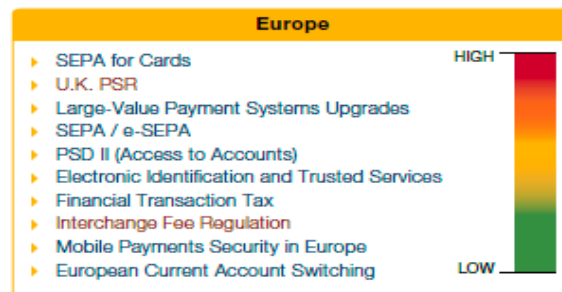 Europe
HIGH
SEPA for Cards
U.K. PSR
Large-Value Payment Systems Upgrades
SEPA / e-SEPA
PSD II (Access to Accounts)
Electronic Identification and Trusted Services
Financial Transaction Tax
Interchange Fee Regulation
Mobile Payments Security in Europe
European Current Account Switching
LOW